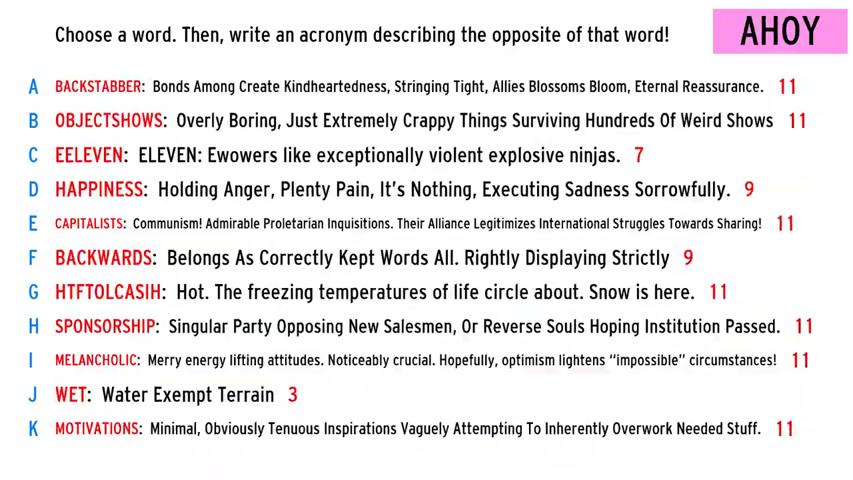 Choose a word. Then, write an acronym describing the opposite of that word!
AHOY
A BACKSTABBER: Bonds Among Create Kindheartedness, Stringing Tight, Allies Blossoms Bloom, Eternal Reassurance. 11
B OBJECTSHOWS: Overly Boring, Just Extremely Crappy Things Surviving Hundreds Of Weird Shows 11
C EELEVEN: ELEVEN: Ewowers like exceptionally violent explosive ninjas. 7
D HAPPINESS: Holding Anger, Plenty Pain, It's Nothing, Executing Sadness Sorrowfully. 9
E CAPITALISTS: Communism! Admirable Proletarian Inquisitions. Their Alliance Legitimizes International Struggles Towards Sharing! 11
F BACKWARDS: Belongs As Correctly Kept Words All. Rightly Displaying Strictly 9
G HTFTOLCASIH: Hot. The freezing temperatures of life circle about. Snow is here. 11
H SPONSORSHIP: Singular Party Opposing New Salesmen, Or Reverse Souls Hoping Institution Passed. 11
I MELANCHOLIC: Merry energy lifting attitudes. Noticeably crucial. Hopefully, optimism lightens "impossible" circumstances! 11
J WET: Water Exempt Terrain 3
K MOTIVATIONS: Minimal, Obviously Tenuous Inspirations Vaguely Attempting To Inherently Overwork Needed Stuff. 11